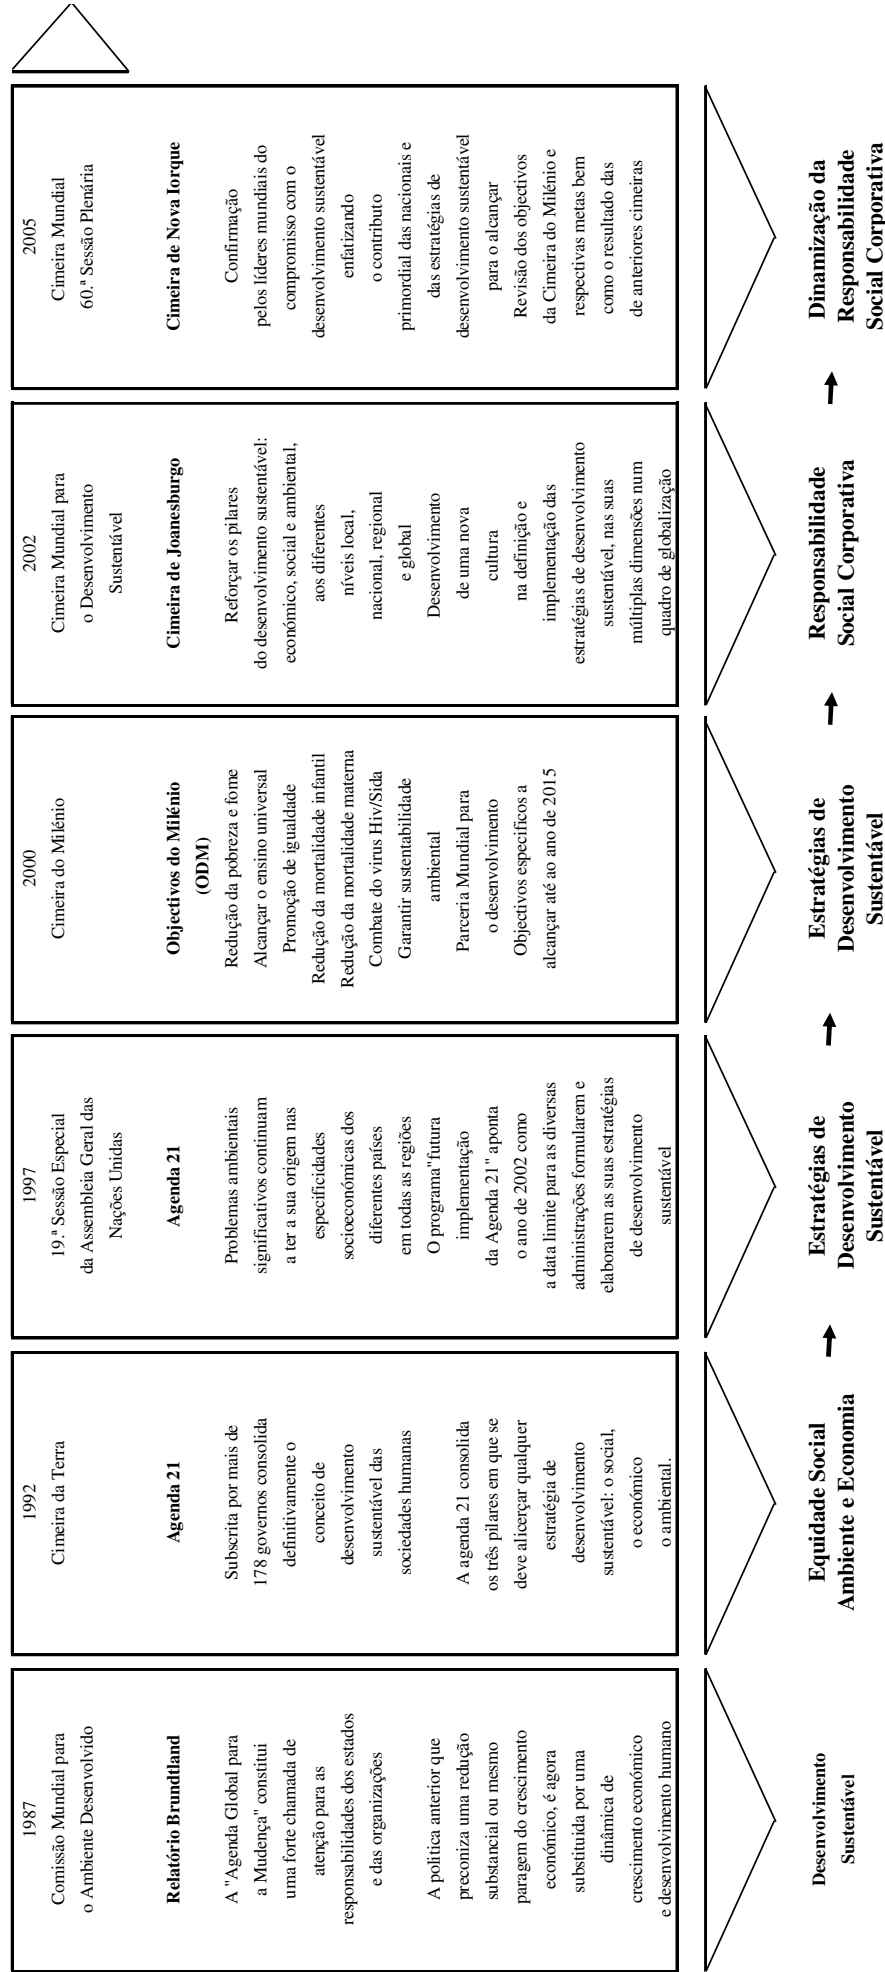 1987
Comissão Mundial para
o Ambiente Desenvolvido
Relatório Brundtland
A "Agenda Global para
a Mudença" constitui
uma forte chamada de
atenção para as
responsabilidades dos estados
e das organizações
A politica anterior que
preconiza uma redução
substancial ou mesmo
paragem do crescimento
económico, é agora
substituida por uma
dinâmica de
crescimento económico
e desenvolvimento humano
Desenvolvimento
Sustentável
1992
Cimeira da Terra
Agenda 21
Subscrita por mais de
178 governos consolida
definitivamente o
conceito de
desenvolvimento
sustentável das
sociedades humanas
A agenda 21 consolida
os três pilares em que se
deve alicerçar qualquer
estratégia de
desenvolvimento
sustentável: o social,
o económico
o ambiental.
Equidade Social
Ambiente e Economia
1997
19.ª Sessão Especial
da Assembleia Geral das
Nações Unidas
Agenda 21
Problemas ambientais
significativos continuam
a ter a sua origem nas
especificidades
socioeconómicas dos
diferentes países
em todas as regiões
O programa"futura
implementação
da Agenda 21" aponta
o ano de 2002 como
a data limite para as diversas
administrações formularem e
elaborarem as suas estratégias
de desenvolvimento
sustentável
Estratégias de
Desenvolvimento
Sustentável
2000
Cimeira do Milénio
Objectivos do Milénio
(ODM)
Redução da pobreza e fome
Alcançar o ensino universal
Promoção de igualdade
Redução da mortalidade infantil
Redução da mortalidade materna
Combate do virus Hiv/Sida
Garantir sustentabilidade
ambiental
Parceria Mundial para
o desenvolvimento
Objectivos especificos a
alcançar até ao ano de 2015
Estratégias de
Desenvolvimento
Sustentável
2002
Cimeira Mundial para
o Desenvolvimento
Sustentável
Cimeira de Joanesburgo
Reforçar os pilares
do desenvolvimento sustentável:
económico, social e ambiental,
aos diferentes
níveis local,
nacional, regional
e global
Desenvolvimento
de uma nova
cultura
na definição e
implementação das
estratégias de desenvolvimento
sustentável, nas suas
múltiplas dimensões num
quadro de globalização
Responsabilidade
Social Corporativa
2005
Cimeira Mundial
60.ª Sessão Plenária
Cimeira de Nova Iorque
Confirmação
pelos líderes mundiais do
compromisso com o
desenvolvimento sustentável
enfatizando
o contributo
primordial das nacionais e
das estratégias de
desenvolvimento sustentável
para o alcançar
Revisão dos objectivos
da Cimeira do Milénio e
respectivas metas bem
como o resultado das
de anteriores cimeiras
Dinamização da
Responsabilidade
Social Corporativa